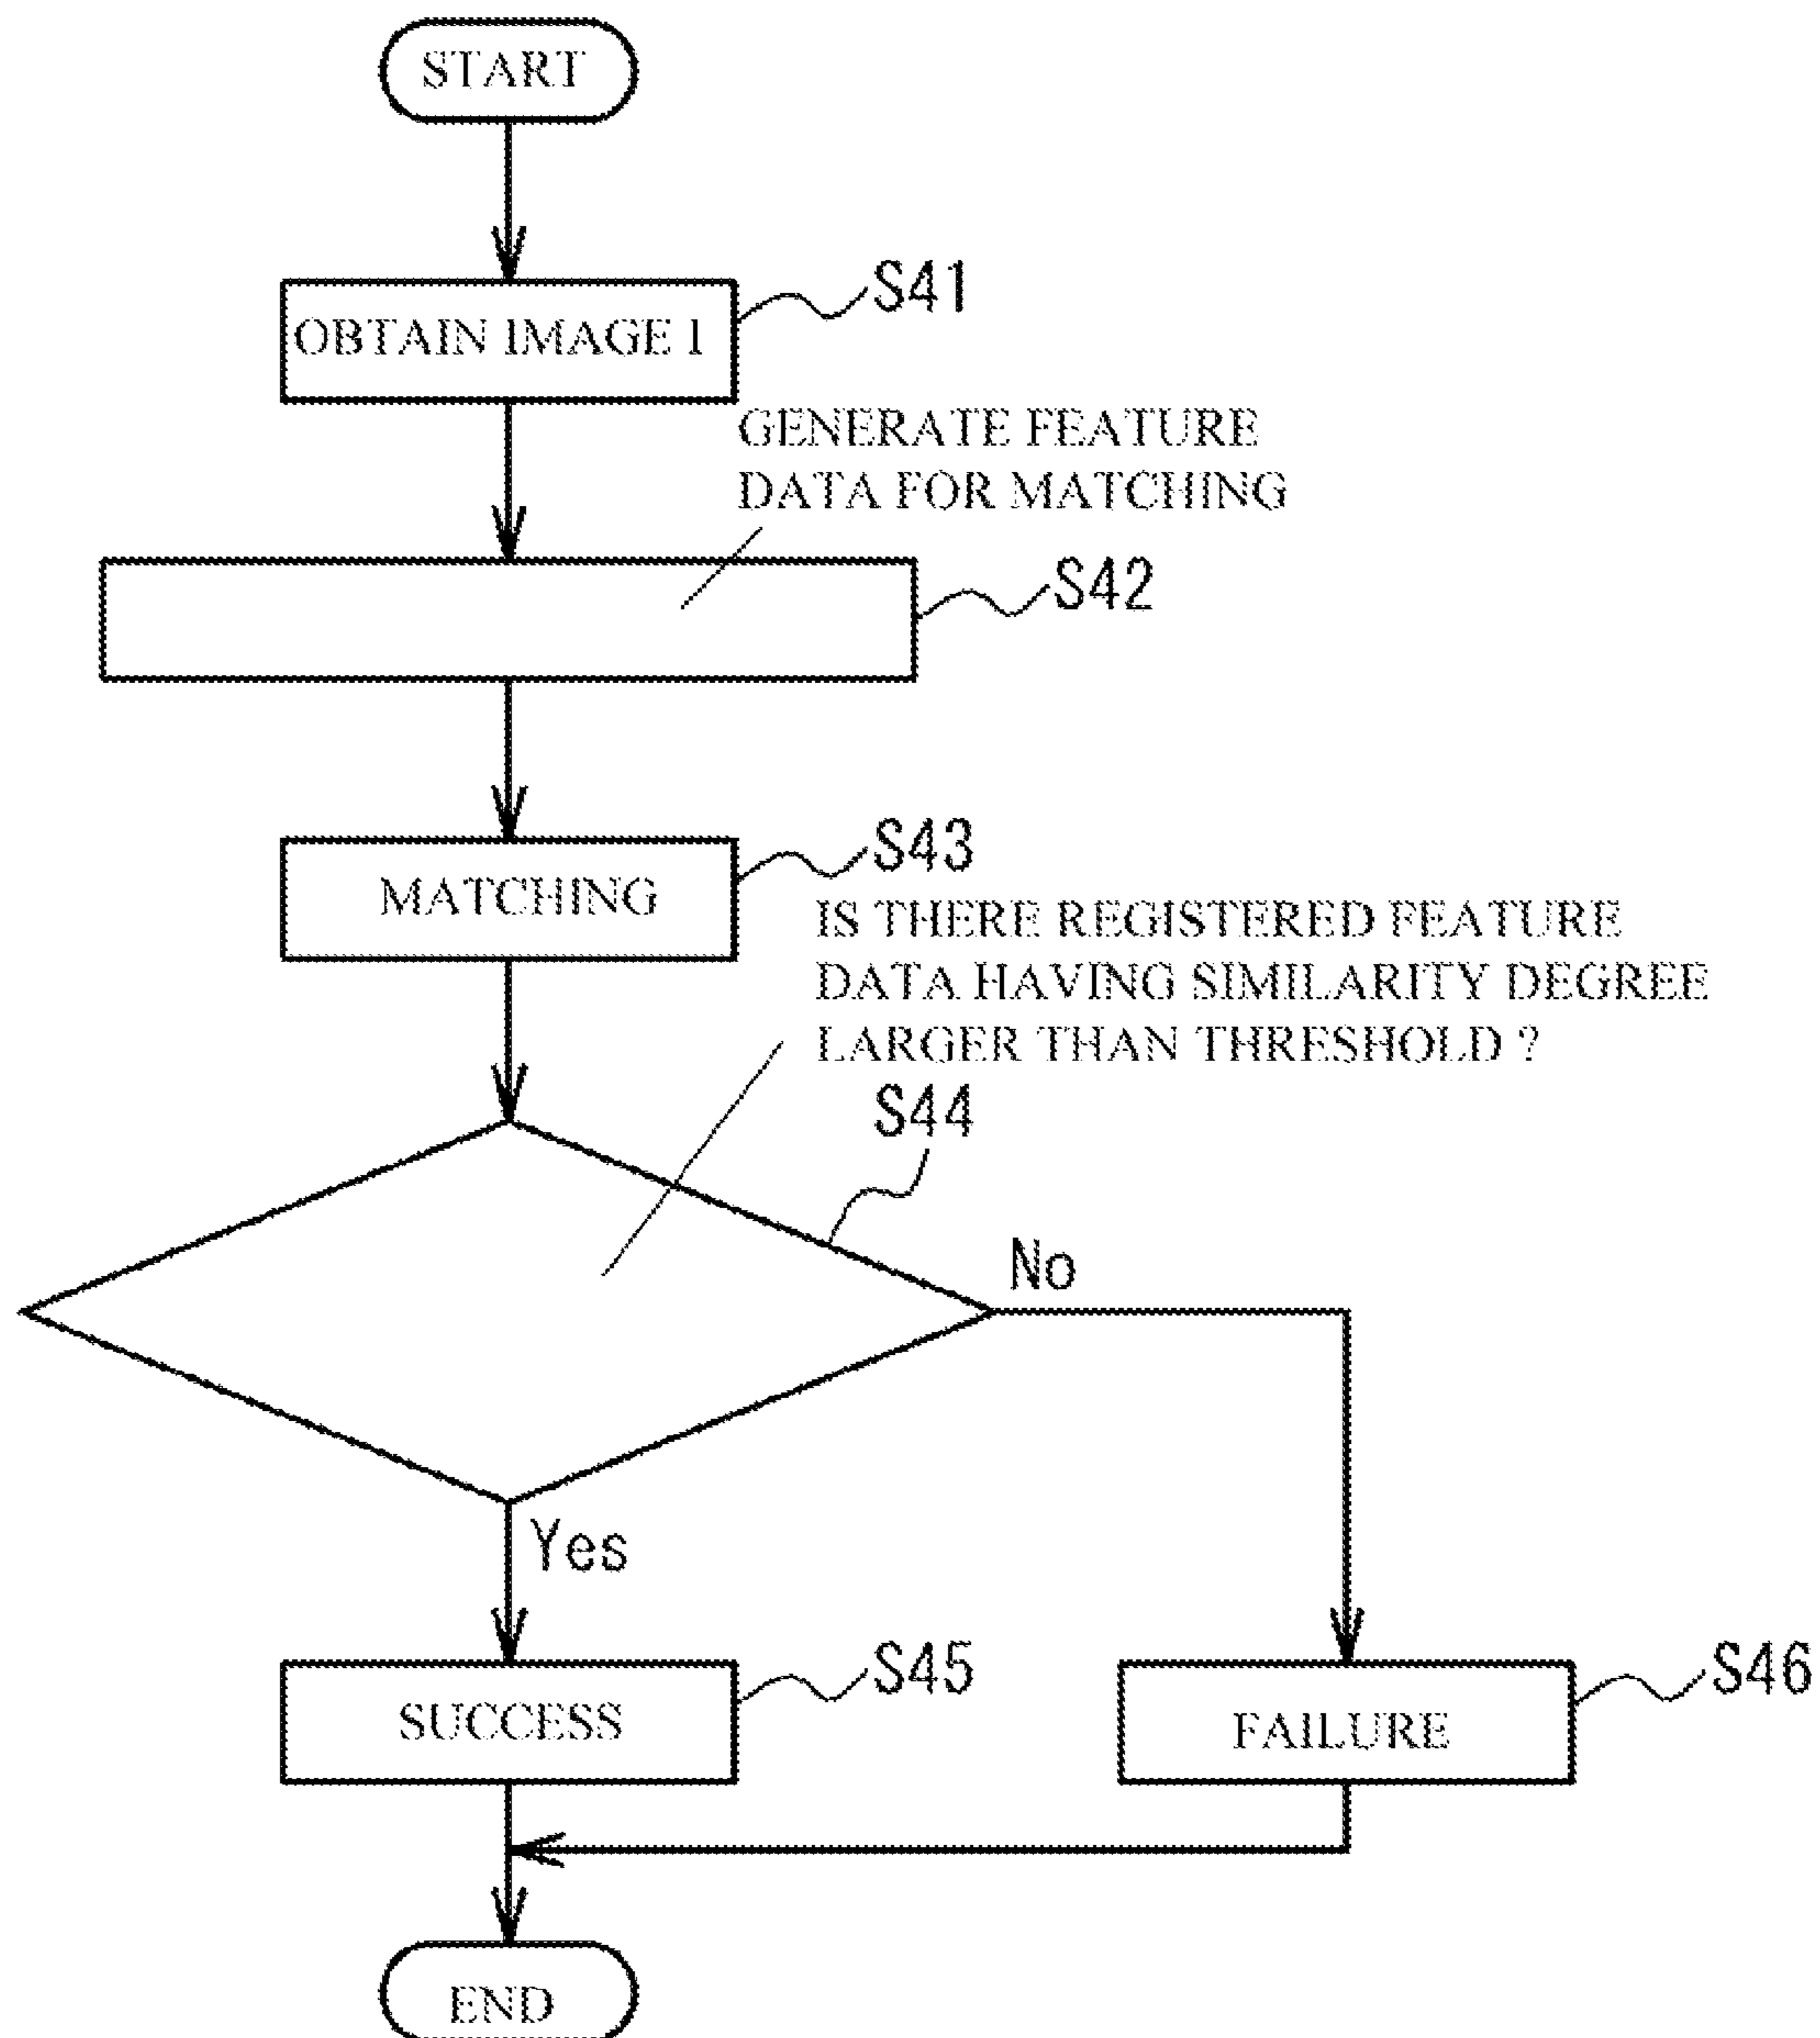 START
OBTAIN IMAGE 1
S41
GENERATE FEATURE
DATA FOR MATCHING
S42
MATCHING
S43
IS THERE REGISTERED FEATURE
DATA HAVING SIMILARITY DEGREE
LARGER THAN THRESHOLD ?
S44
No
Yes
SUCCESS
S45
FAILURE
S46
END